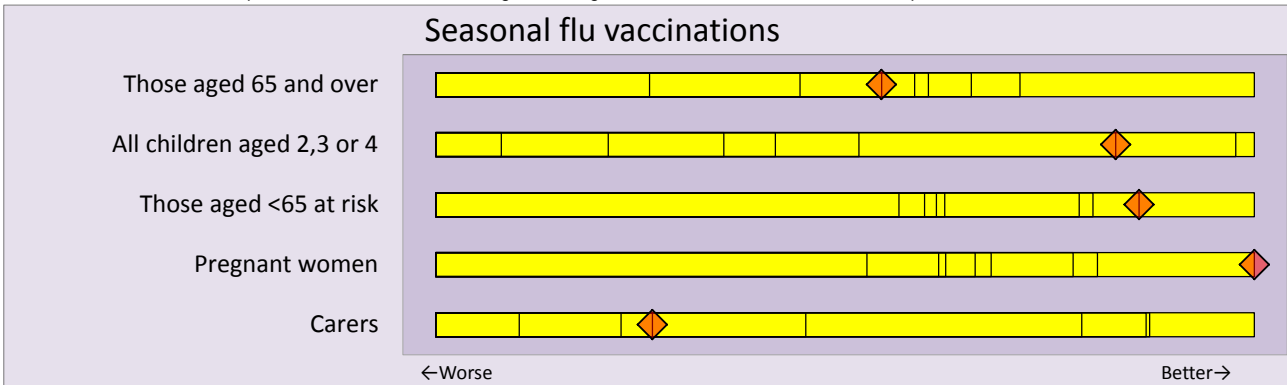 Seasonal flu vaccinations
Those aged 65 and over
All children aged 2,3 or 4
Those aged <65 at risk
Pregnant women
Carers
←Worse
Better→